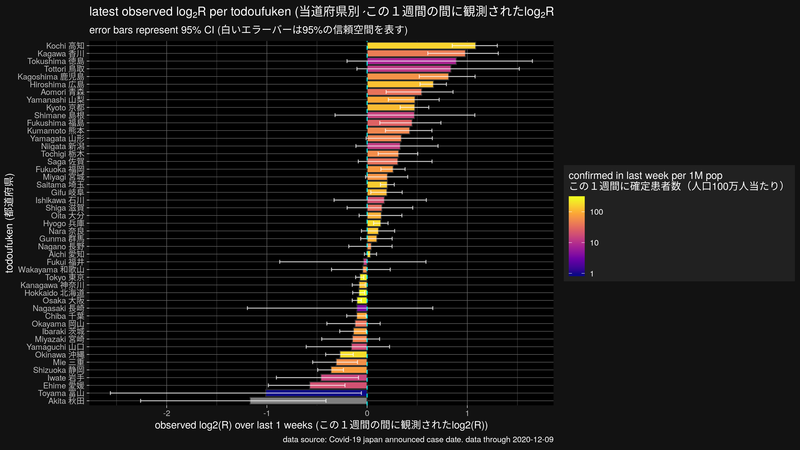 latest observed log2R per todoufuken (当道府県別・この１週間の間に観測されたlog2R
error bars represent 95% CI (白いエラーバーは95%の信頼空間を表す)
todoufuken (都道府県)
Kochi 高知
Kagawa 香川
Tokushima 徳島
Tottori 鳥取
Kagoshima 鹿児島
Hiroshima 広島
Aomori 青森
Yamanashi 山梨
Kyoto 京都
Shimane 島根
Fukushima 福島
Kumamoto 熊本
Yamagata 山形
Niigata 新潟
Tochigi 栃木
Saga 佐賀
Fukuoka 福岡
Miyagi 宮城
Saitama 埼玉
Gifu 岐阜
Ishikawa 石川
Shiga 滋賀
Oita 大分
Hyogo 兵庫
Nara 奈良
Gunma 群馬
Nagano 長野
Aichi 愛知
Fukui 福井
Wakayama 和歌山
Tokyo 東京
Kanagawa 神奈川
Hokkaido 北海道
Osaka 大阪
Nagasaki 長崎
Chiba 千葉
Okayama 岡山
Ibaraki 茨城
Miyazaki 宮崎
Yamaguchi 山口
Okinawa 沖縄
Mie 三重
Shizuoka 静岡
Iwate 岩手
Ehime 愛媛
Toyama 富山
Akita 秋田
-2 -1 0 1
observed log2(R) over last 1 weeks (この１週間の間に観測されたlog2(R))
data source: Covid-19 japan announced case date. data through 2020-12-09
confirmed in last week per 1M pop
この１週間に確定患者数（人口100万人当たり）
100
10
1